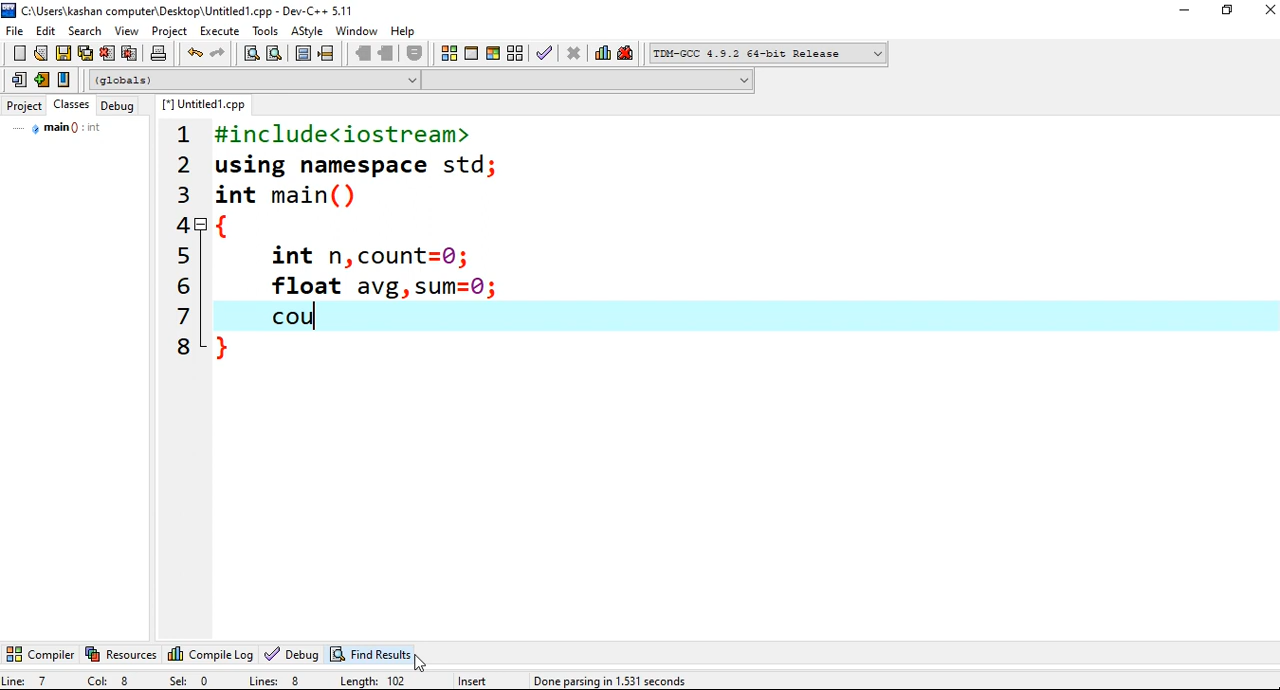 C:\Users\kashan computer\Desktop\Untitled1.cpp - Dev-C++ 5.11
File Edit Search View Project Execute Tools AStyle Window Help
TDM-GCC 4.9.2 64-bit Release
(globals)
Project Classes Debug [*] Untitled1.cpp
main () : int
1 #include<iostream>
2 using namespace std;
3 int main()
4 {
5 int n,count=0;
6 float avg,sum=0;
7 cou
8 }
Compiler Resources Compile Log Debug Find Results
Line: 7 Col: 8 Sel: 0 Lines: 8 Length: 102 Insert Done parsing in 1.531 seconds